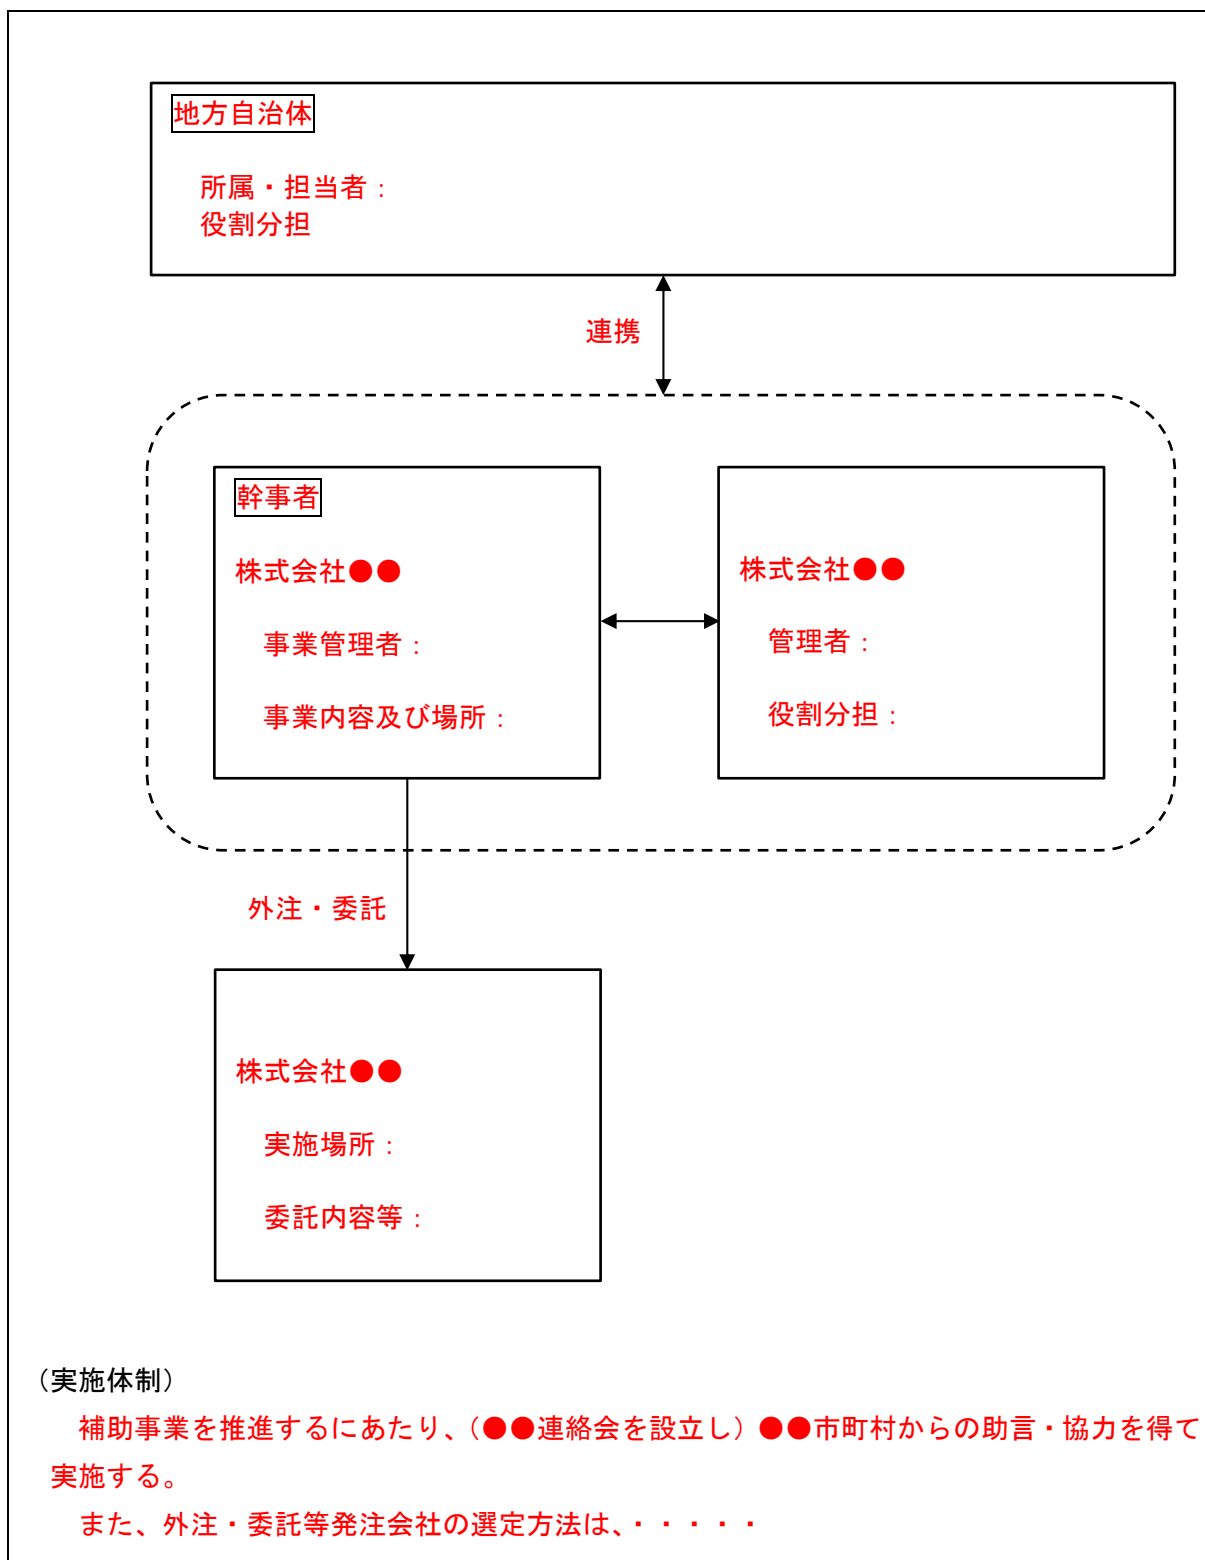 地方自治体
所属・担当者：
役割分担
連携
幹事者
株式会社●●
事業管理者：
事業内容及び場所：
株式会社●●
管理者：
役割分担：
外注・委託
株式会社●●
実施場所：
委託内容等：
（実施体制）
補助事業を推進するにあたり、（●●連絡会を設立し）●●市町村からの助言・協力を得て
実施する。
また、外注・委託等発注会社の選定方法は、・・・・・